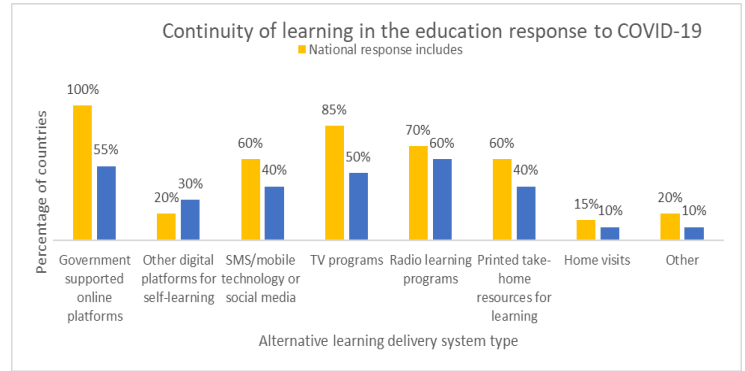 Continuity of learning in the education response to COVID-19
National response includes
Percentage of countries
100%
55%
20%
30%
60%
40%
85%
50%
70%
60%
60%
40%
15%
10%
20%
10%
Government
supported
online
platforms
Other digital
platforms for
self-learning
SMS/mobile
technology or
social media
TV programs
Radio learning
programs
Printed take-
home
resources for
learning
Home visits
Other
Alternative learning delivery system type